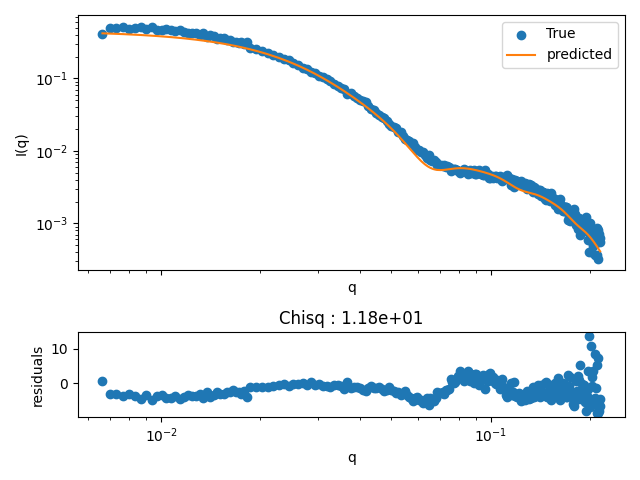 True
predicted
10⁻¹
10⁻²
10⁻³
I(q)
q
Chisq : 1.18e+01
10
0
residuals
10⁻²
10⁻¹
q